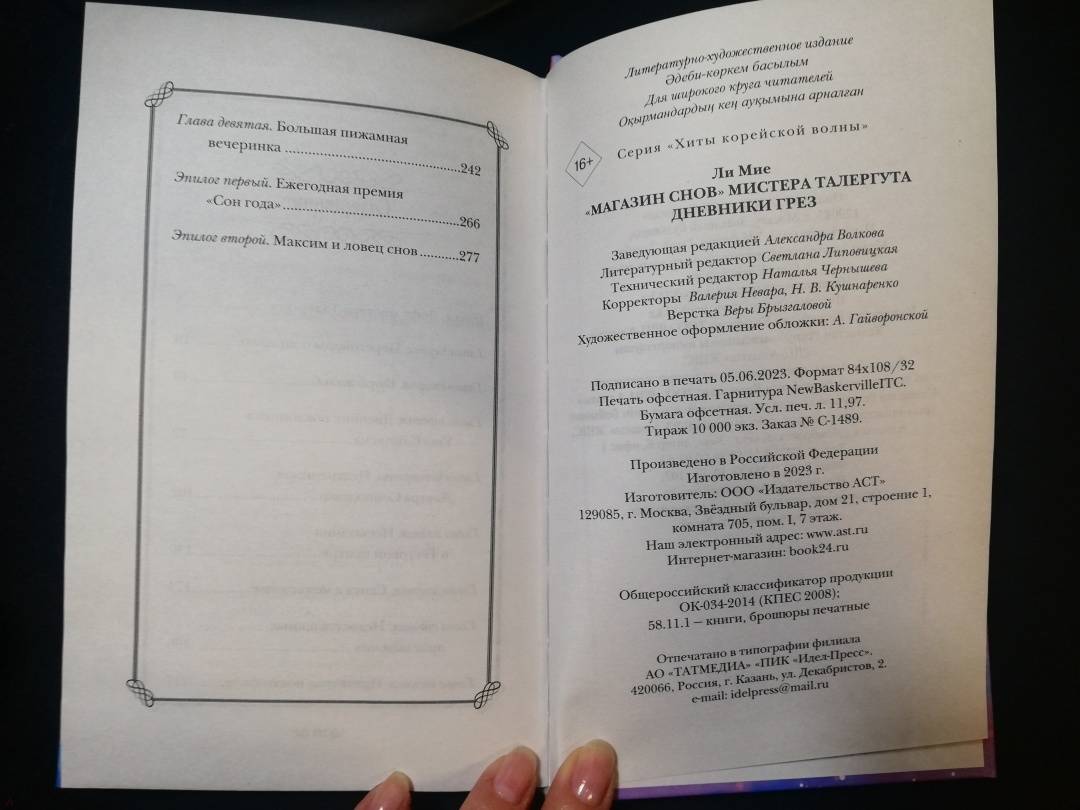 Глава девятая. Большая пижамная
вечеринка ........................................242
Эпилог первый. Ежегодная премия
«Сон года»........................................266
Эпилог второй. Максим и ловец снов ..........277
Литературно-художественное издание
Әдеби-көркем басылым
Для широкого круга читателей
Оқырмандардың кең ауқымына арналған
Серия «Хиты корейской волны»
16+
Ли Мие
«МАГАЗИН СНОВ» МИСТЕРА ТАЛЕРГУТА
ДНЕВНИКИ ГРЕЗ
Заведующая редакцией Александра Волкова
Литературный редактор Светлана Липовицкая
Технический редактор Наталья Чернышева
Корректоры Валерия Невара, Н. В. Кушнаренко
Верстка Веры Брызгаловой
Художественное оформление обложки: А. Гайворонской
Подписано в печать 05.06.2023. Формат 84x108/32
Печать офсетная. Гарнитура NewBaskervilleITC.
Бумага офсетная. Усл. печ. л. 11,97.
Тираж 10 000 экз. Заказ № С-1489.
Произведено в Российской Федерации
Изготовлено в 2023 г.
Изготовитель: ООО «Издательство АСТ»
129085, г. Москва, Звёздный бульвар, дом 21, строение 1,
комната 705, пом. I, 7 этаж.
Наш электронный адрес: www.ast.ru
Интернет-магазин: book24.ru
Общероссийский классификатор продукции
ОК-034-2014 (КПЕС 2008);
58.11.1 – книги, брошюры печатные
Отпечатано в типографии филиала
АО «ТАТМЕДИА» «ПИК «Идел-Пресс».
420066, Россия, г. Казань, ул. Декабристов, 2.
e-mail: idelpress@mail.ru